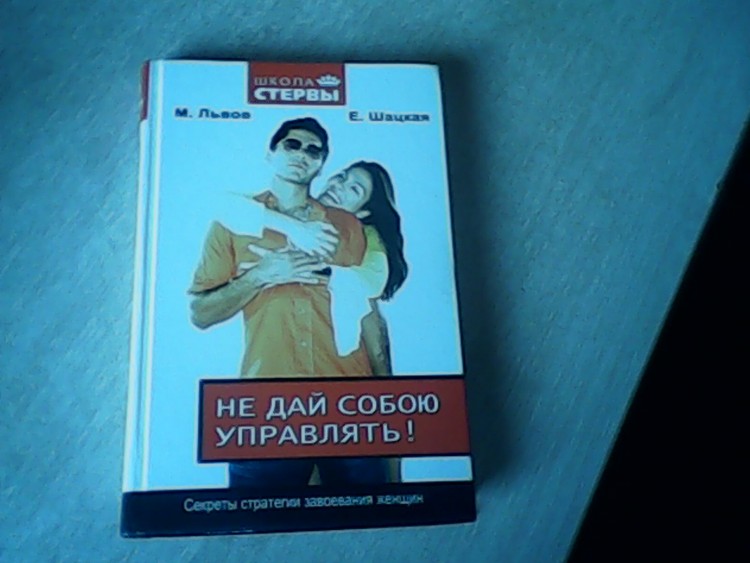 ШКОЛА
СТЕРВЫ
М. Львов Е. Шацкая
НЕ ДАЙ СОБОЮ
УПРАВЛЯТЬ!
Секреты стратегии завоевания женщин